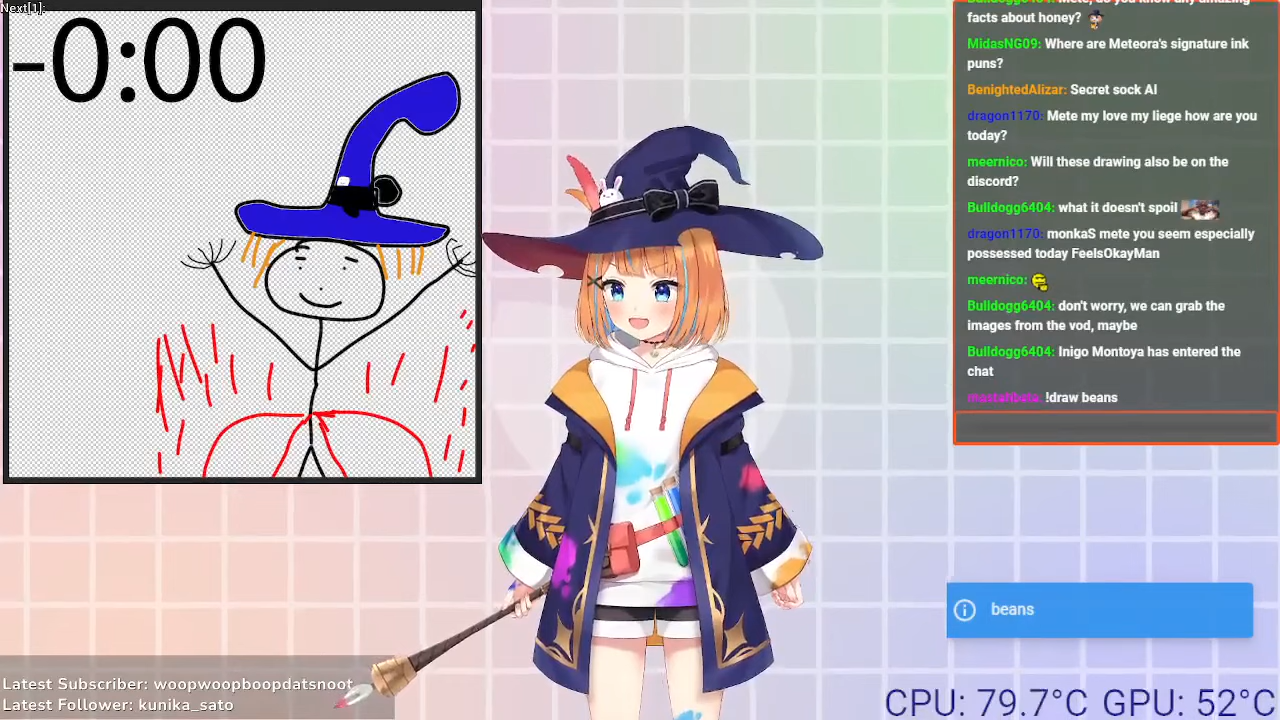 Next[1]:
-0:00
facts about honey?
MidasNG09: Where are Meteora's signature ink
puns?
BenightedAlizar: Secret sock AI
dragon1170: Mete my love my liege how are you
today?
meernico: Will these drawing also be on the
discord?
Bulldogg6404: what it doesn't spoil
dragon1170: monkaS mete you seem especially
possessed today FeelsOkayMan
meernico:
Bulldogg6404: don't worry, we can grab the
images from the vod, maybe
Bulldogg6404: Inigo Montoya has entered the
chat
!draw beans
beans
Latest Subscriber: woopwoopboopdatsnoot
Latest Follower: kunika_sato
CPU: 79.7°C GPU: 52°C